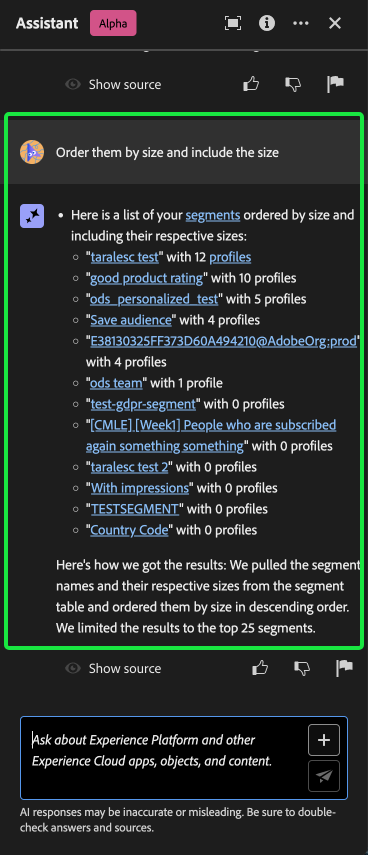 Assistant Alpha
Show source
Order them by size and include the size
• Here is a list of your segments ordered by size and
including their respective sizes:
◦ "taralesc test" with 12 profiles
◦ "good product rating" with 10 profiles
◦ "ods_personalized_test" with 5 profiles
◦ "Save audience" with 4 profiles
◦ "E38130325FF373D60A494210@AdobeOrg:prod"
with 4 profiles
◦ "ods team" with 1 profile
◦ "test-gdpr-segment" with 0 profiles
◦ "[CMLE] [Week1] People who are subscribed
again something something" with 0 profiles
◦ "taralesc test 2" with 0 profiles
◦ "With impressions" with 0 profiles
◦ "TESTSEGMENT" with 0 profiles
◦ "Country Code" with 0 profiles
Here's how we got the results: We pulled the segment
names and their respective sizes from the segment
table and ordered them by size in descending order.
We limited the results to the top 25 segments.
Show source
Ask about Experience Platform and other
Experience Cloud apps, objects, and content.
AI responses may be inaccurate or misleading. Be sure to double-
check answers and sources.